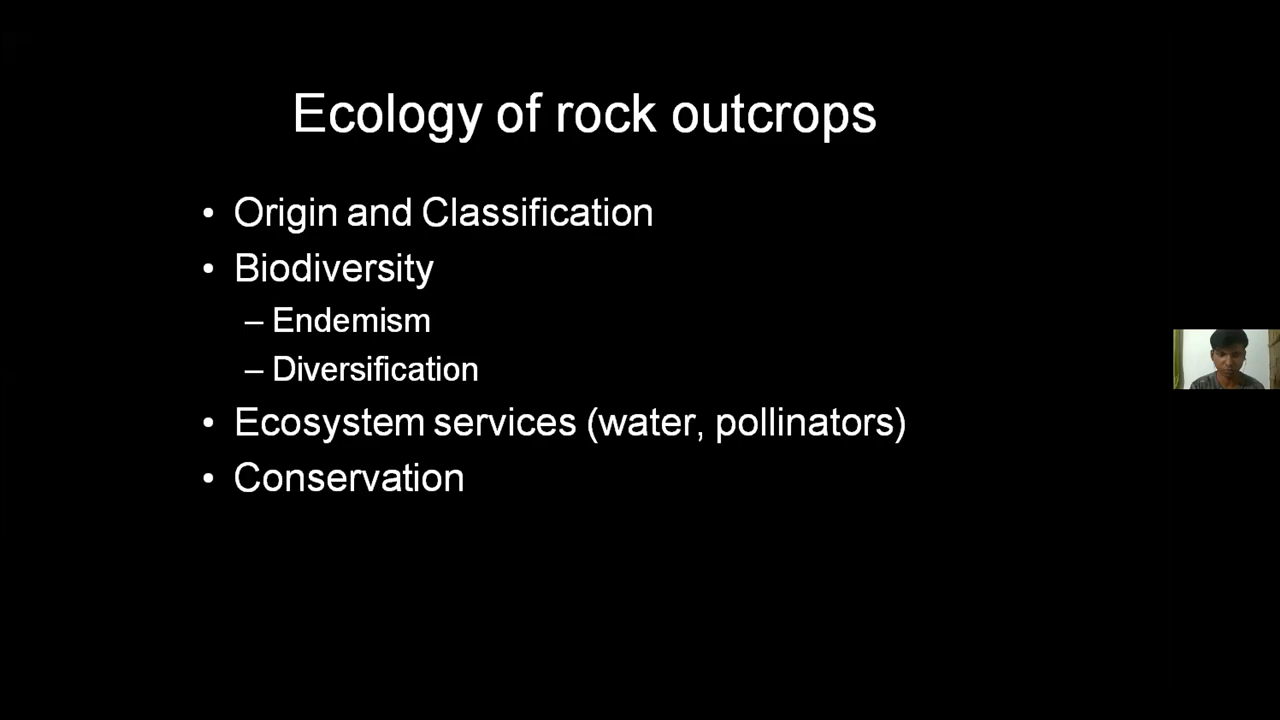 Ecology of rock outcrops
• Origin and Classification
• Biodiversity
– Endemism
– Diversification
• Ecosystem services (water, pollinators)
• Conservation